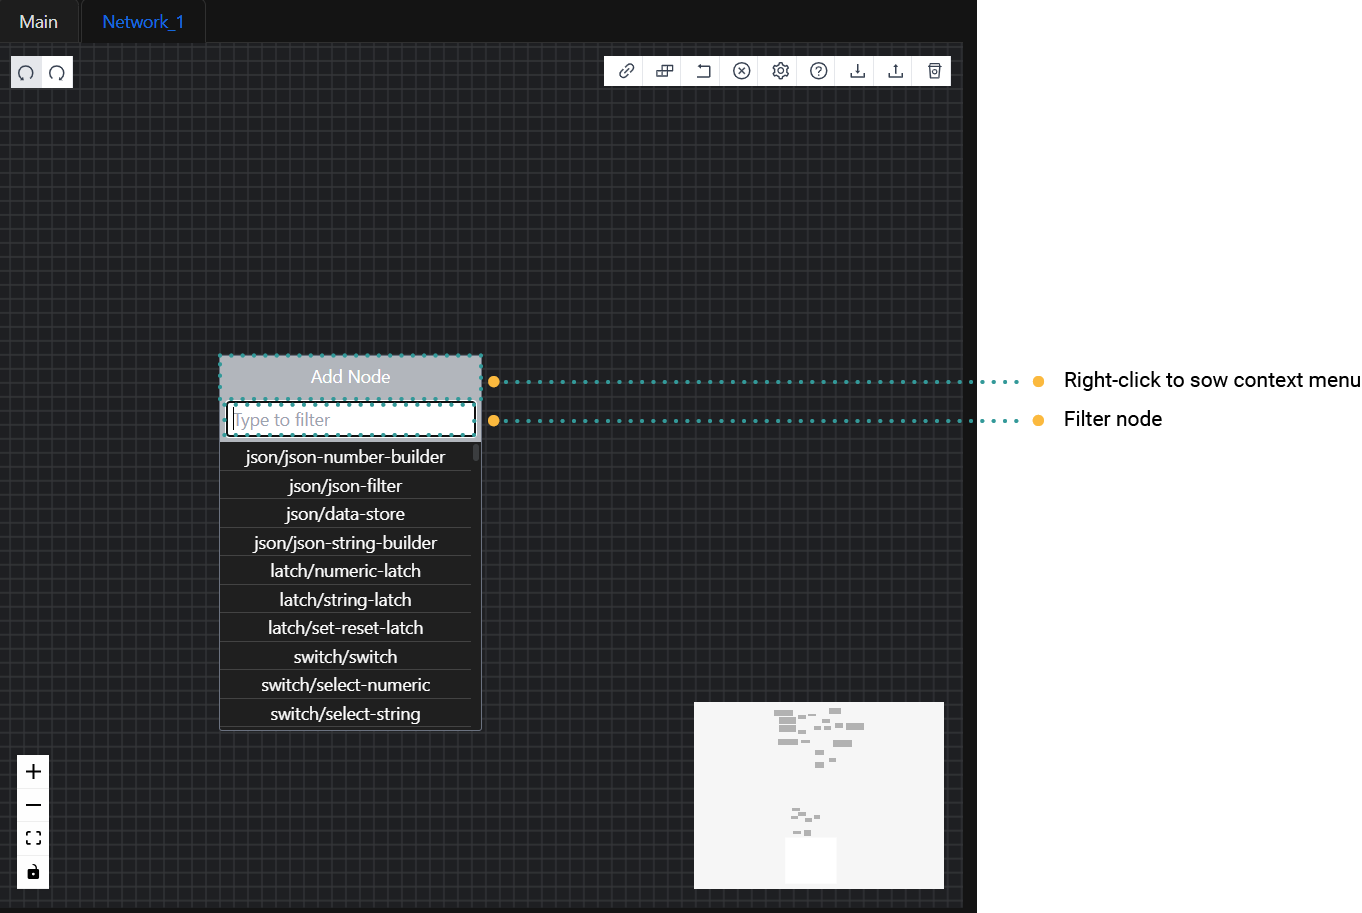 Main
Network_1
Add Node
Right-click to sow context menu
Type to filter
Filter node
json/json-number-builder
json/json-filter
json/data-store
json/json-string-builder
latch/numeric-latch
latch/string-latch
latch/set-reset-latch
switch/switch
switch/select-numeric
switch/select-string